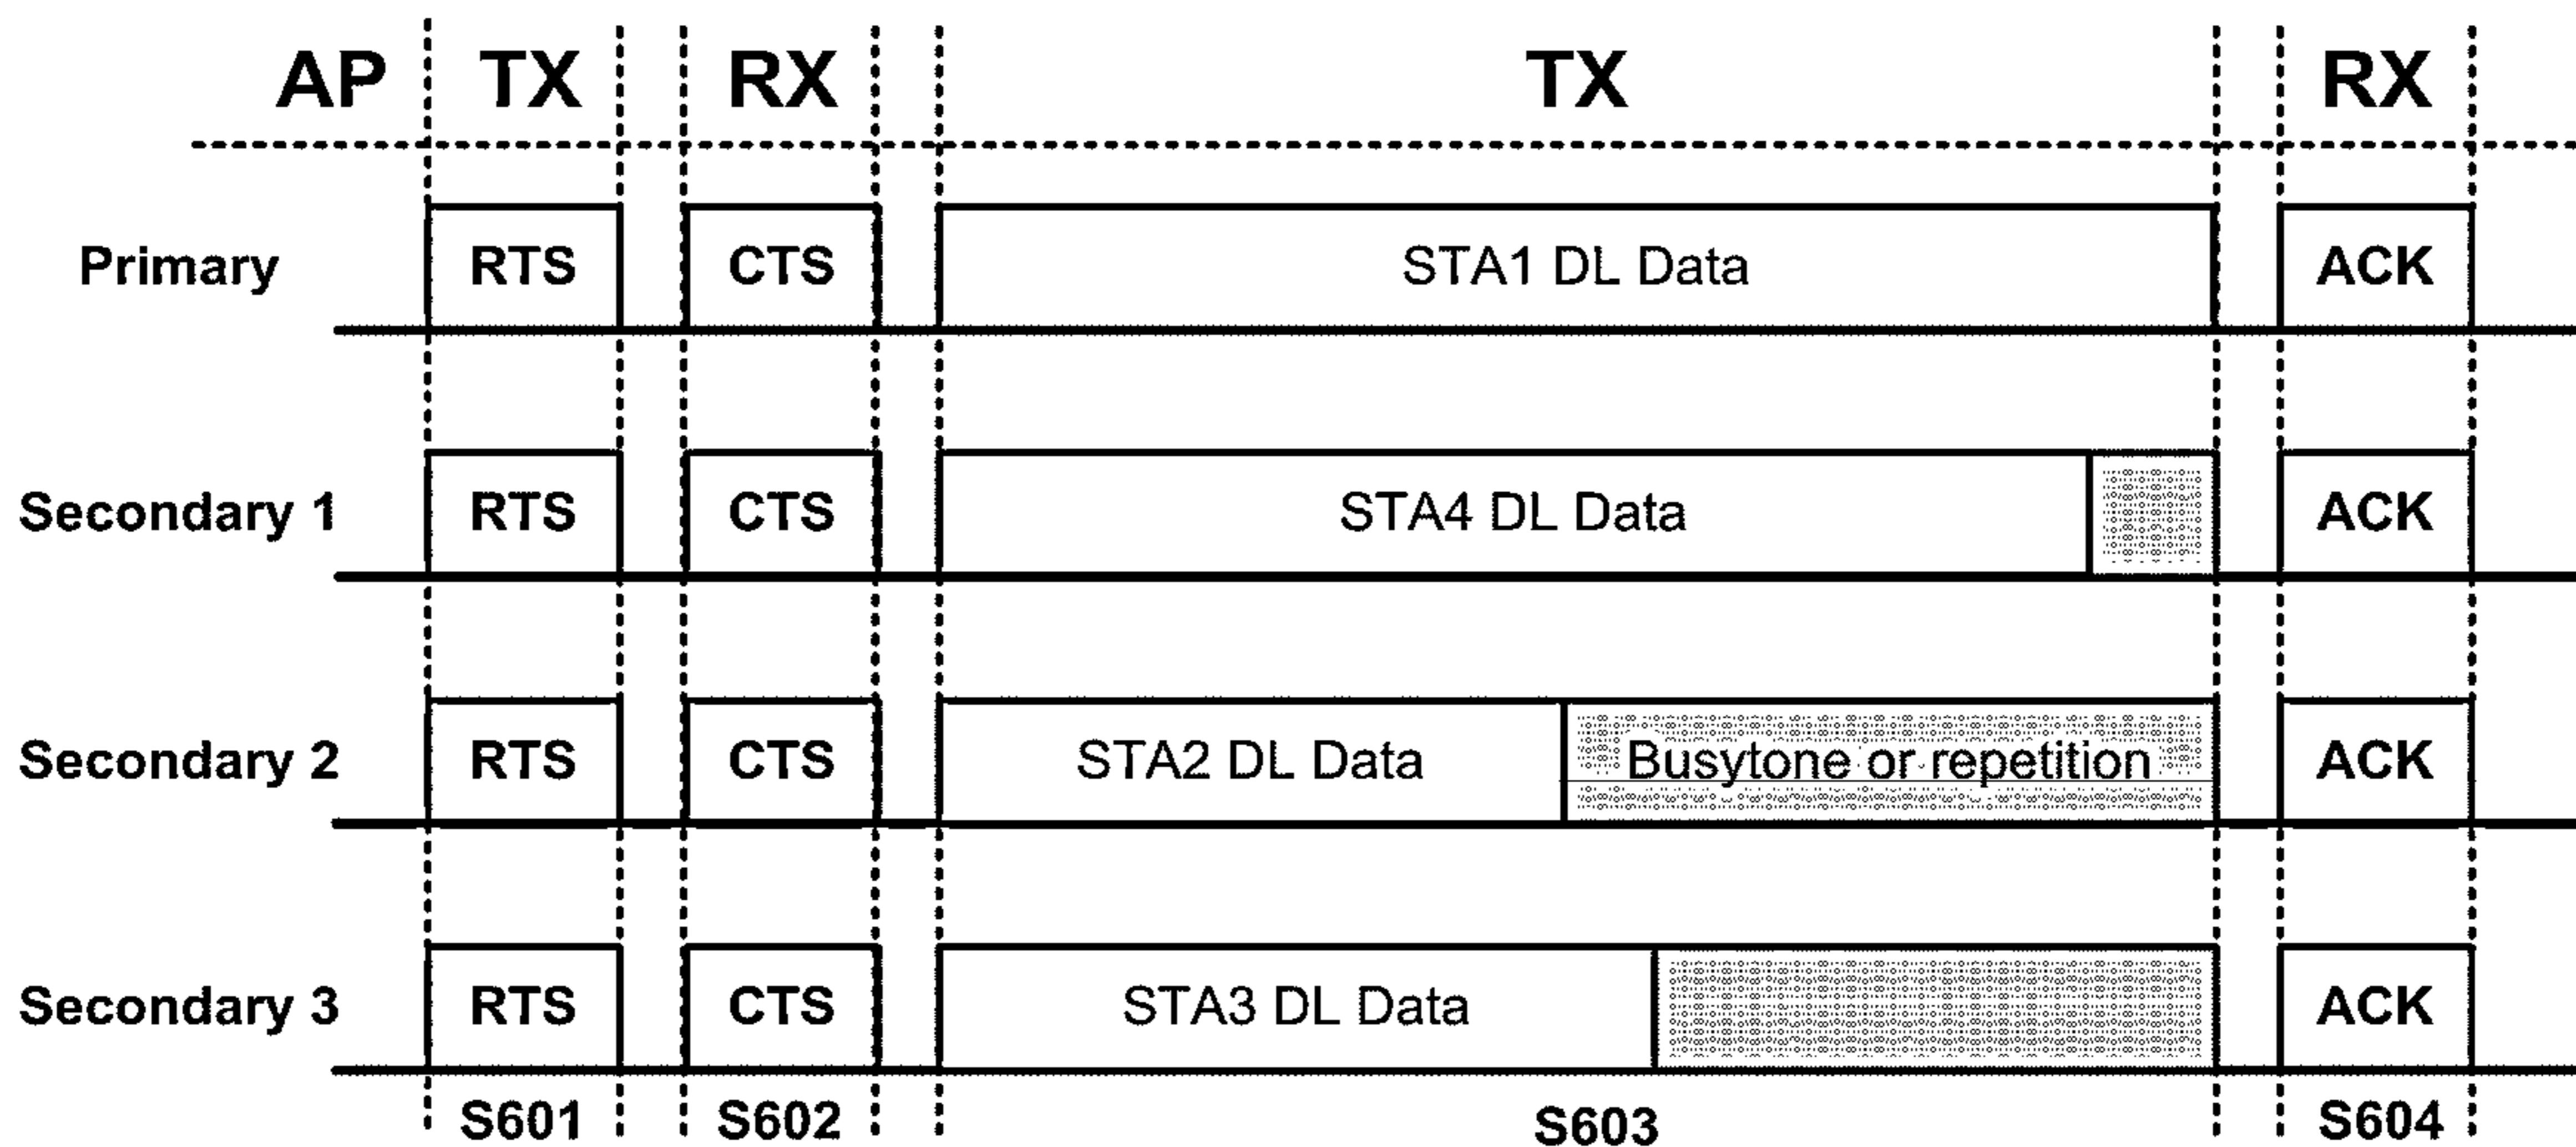 AP TX RX TX RX
Primary RTS CTS STA1 DL Data ACK
Secondary 1 RTS CTS STA4 DL Data ACK
Secondary 2 RTS CTS STA2 DL Data Busytone or repetition ACK
Secondary 3 RTS CTS STA3 DL Data ACK
S601 S602 S603 S604